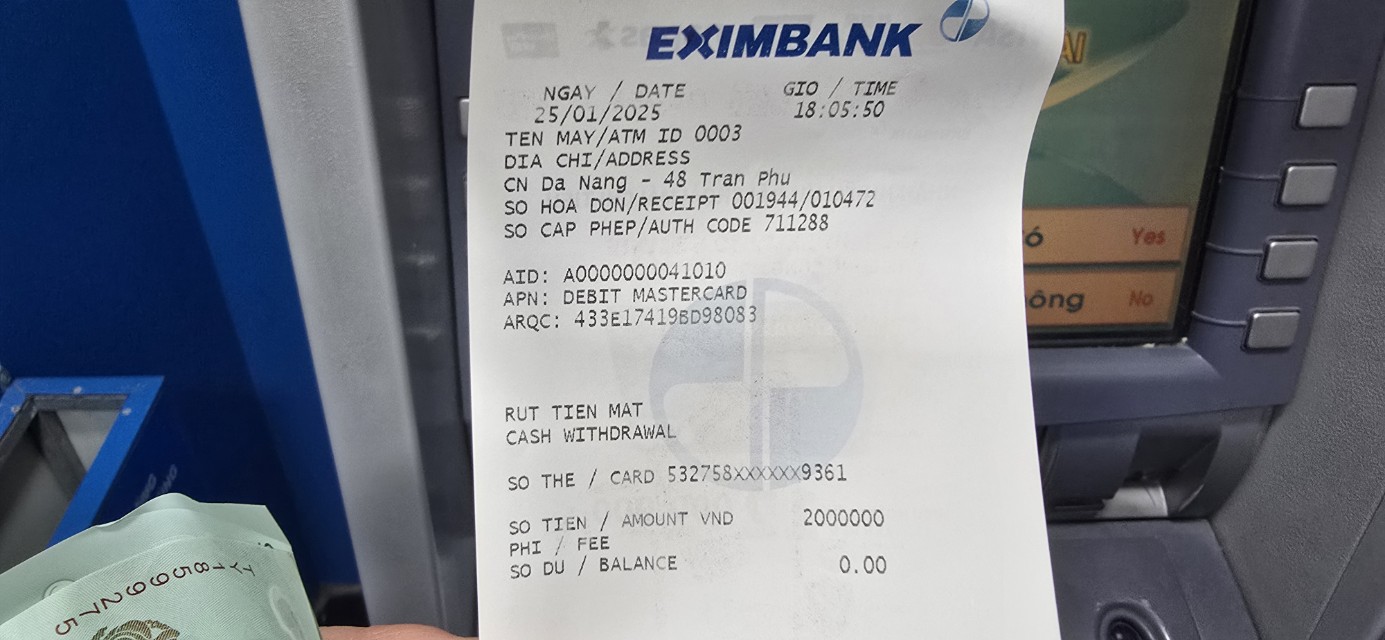 EXIMBANK
NGAY / DATE GIO / TIME
25/01/2025 18:05:50
TEN MAY/ATM ID 0003
DIA CHI/ADDRESS
CN Da Nang - 48 Tran Phu
SO HOA DON/RECEIPT 001944/010472
SO CAP PHEP/AUTH CODE 711288
AID: A0000000041010
APN: DEBIT MASTERCARD
ARQC: 433E17419BD98083
RUT TIEN MAT
CASH WITHDRAWAL
SO THE / CARD 532758XXXXXX9361
SO TIEN / AMOUNT VND 2000000
PHI / FEE
SO DU / BALANCE 0.00
Yes
No